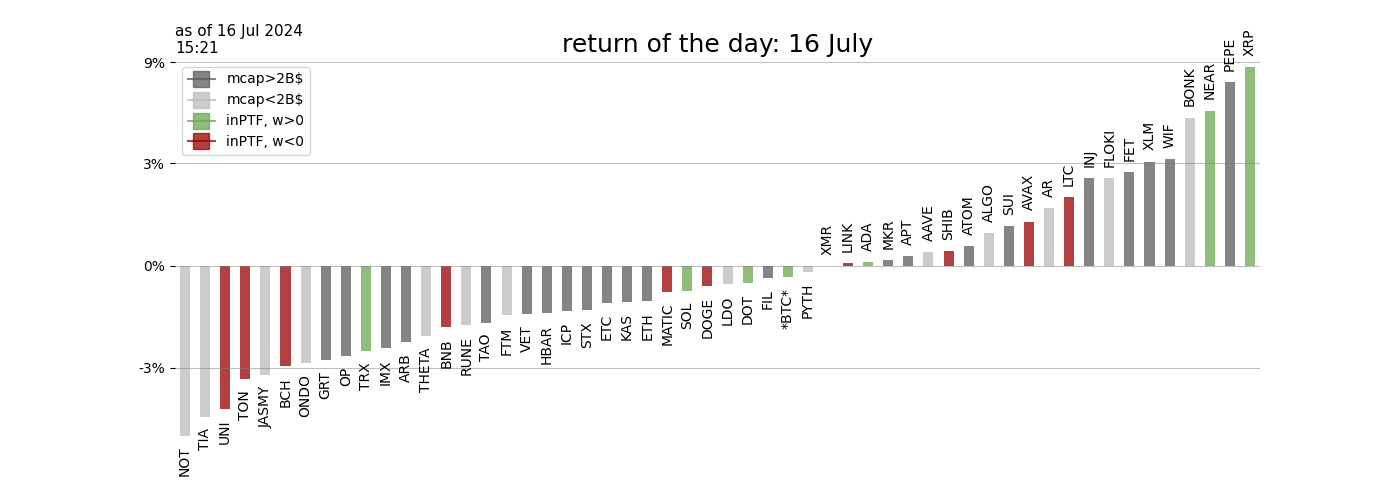 as of 16 Jul 2024
15:21
return of the day: 16 July
9%
3%
0%
-3%
mcap>2B$
mcap<2B$
inPTF, w>0
inPTF, w<0
NOT
TIA
UNI
TON
JASMY
BCH
ONDO
GRT
OP
TRX
IMX
ARB
THETA
BNB
RUNE
TAO
FTM
VET
HBAR
ICP
STX
ETC
KAS
ETH
MATIC
SOL
DOGE
LDO
DOT
FIL
*BTC*
PYTH
XMR
LINK
ADA
MKR
APT
AAVE
SHIB
ATOM
ALGO
SUI
AVAX
AR
LTC
INJ
FLOKI
FET
XLM
WIF
BONK
NEAR
PEPE
XRP